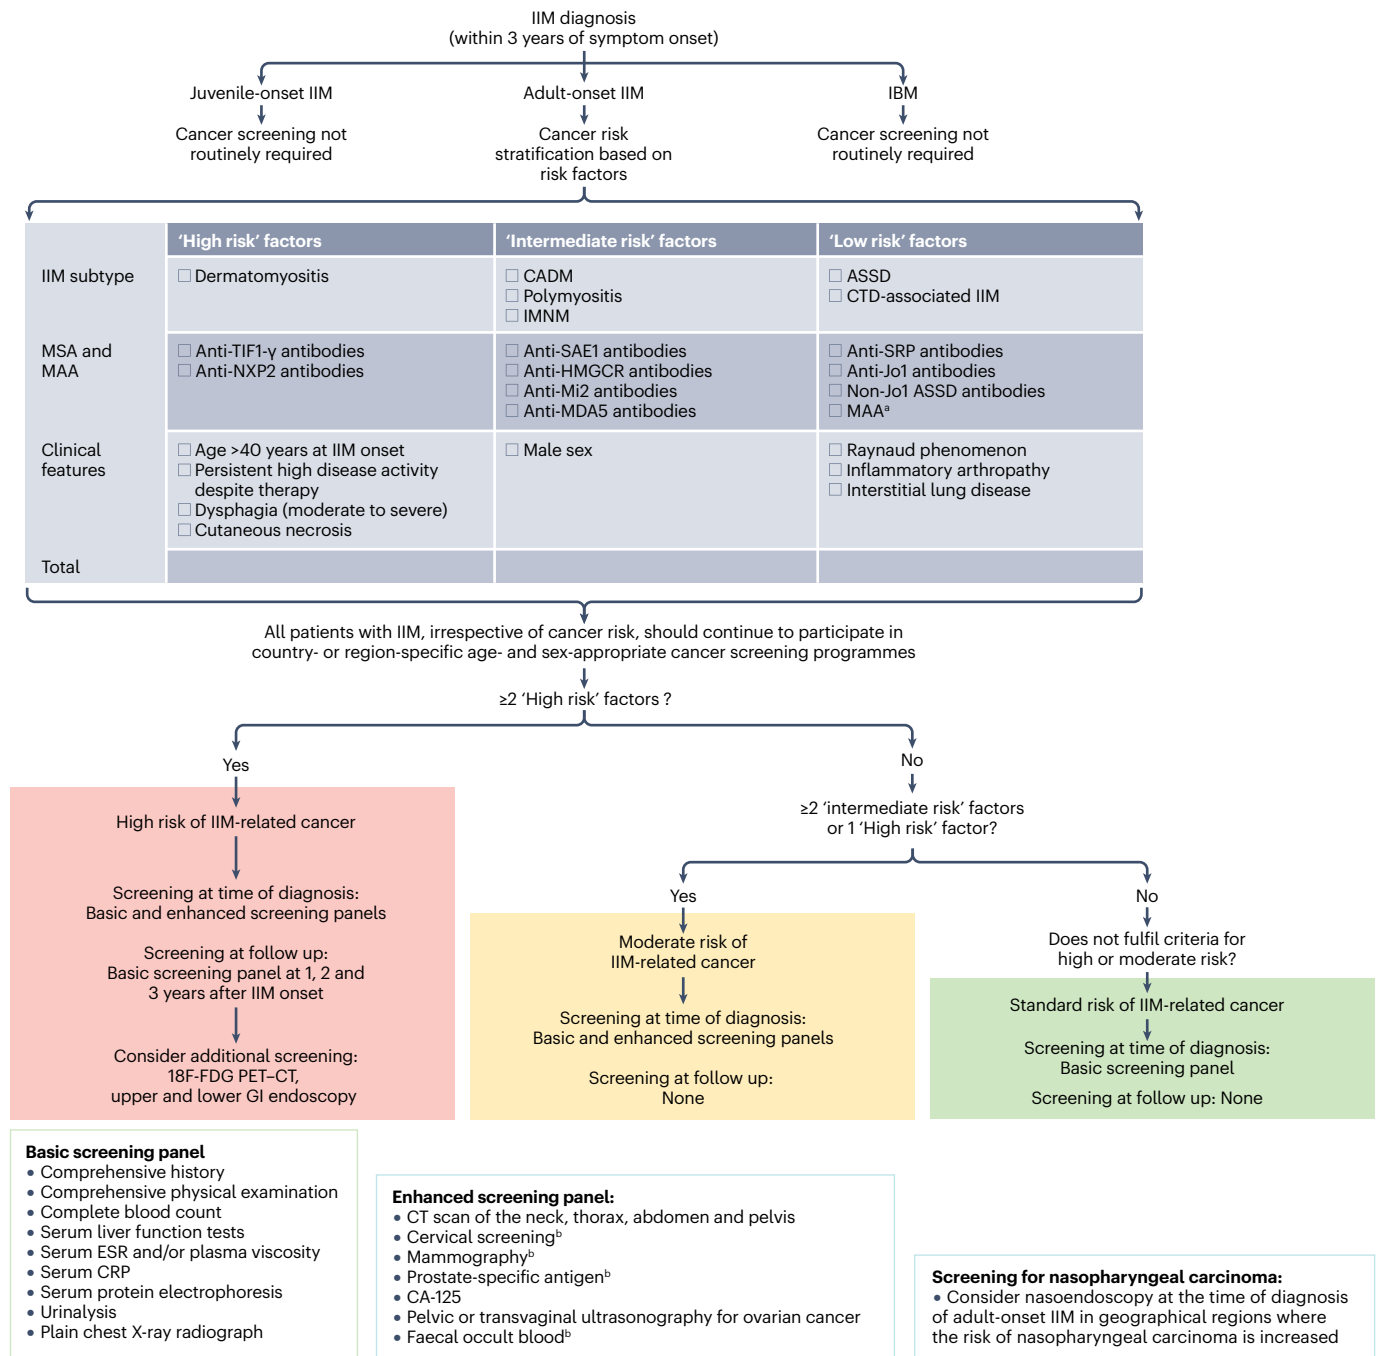 IIM diagnosis
(within 3 years of symptom onset)
Juvenile-onset IIM
Adult-onset IIM
IBM
Cancer screening not
routinely required
Cancer risk
stratification based on
risk factors
Cancer screening not
routinely required
‘High risk’ factors
‘Intermediate risk’ factors
‘Low risk’ factors
IIM subtype
Dermatomyositis
CADM
Polymyositis
IMNM
ASSD
CTD-associated IIM
MSA and
MAA
Anti-TIF1-γ antibodies
Anti-NXP2 antibodies
Anti-SAE1 antibodies
Anti-HMGCR antibodies
Anti-Mi2 antibodies
Anti-MDA5 antibodies
Anti-SRP antibodies
Anti-Jo1 antibodies
Non-Jo1 ASSD antibodies
MAAᵃ
Clinical
features
Age >40 years at IIM onset
Persistent high disease activity
despite therapy
Dysphagia (moderate to severe)
Cutaneous necrosis
Male sex
Raynaud phenomenon
Inflammatory arthropathy
Interstitial lung disease
Total
All patients with IIM, irrespective of cancer risk, should continue to participate in
country- or region-specific age- and sex-appropriate cancer screening programmes
≥2 ‘High risk’ factors ?
Yes
No
High risk of IIM-related cancer
Screening at time of diagnosis:
Basic and enhanced screening panels
Screening at follow up:
Basic screening panel at 1, 2 and
3 years after IIM onset
Consider additional screening:
18F-FDG PET–CT,
upper and lower GI endoscopy
≥2 ‘intermediate risk’ factors
or 1 ‘High risk’ factor?
Yes
No
Moderate risk of
IIM-related cancer
Screening at time of diagnosis:
Basic and enhanced screening panels
Screening at follow up:
None
Does not fulfil criteria for
high or moderate risk?
Standard risk of IIM-related cancer
Screening at time of diagnosis:
Basic screening panel
Screening at follow up: None
Basic screening panel
• Comprehensive history
• Comprehensive physical examination
• Complete blood count
• Serum liver function tests
• Serum ESR and/or plasma viscosity
• Serum CRP
• Serum protein electrophoresis
• Urinalysis
• Plain chest X-ray radiograph
Enhanced screening panel:
• CT scan of the neck, thorax, abdomen and pelvis
• Cervical screeningᵇ
• Mammographyᵇ
• Prostate-specific antigenᵇ
• CA-125
• Pelvic or transvaginal ultrasonography for ovarian cancer
• Faecal occult bloodᵇ
Screening for nasopharyngeal carcinoma:
• Consider nasoendoscopy at the time of diagnosis
of adult-onset IIM in geographical regions where
the risk of nasopharyngeal carcinoma is increased